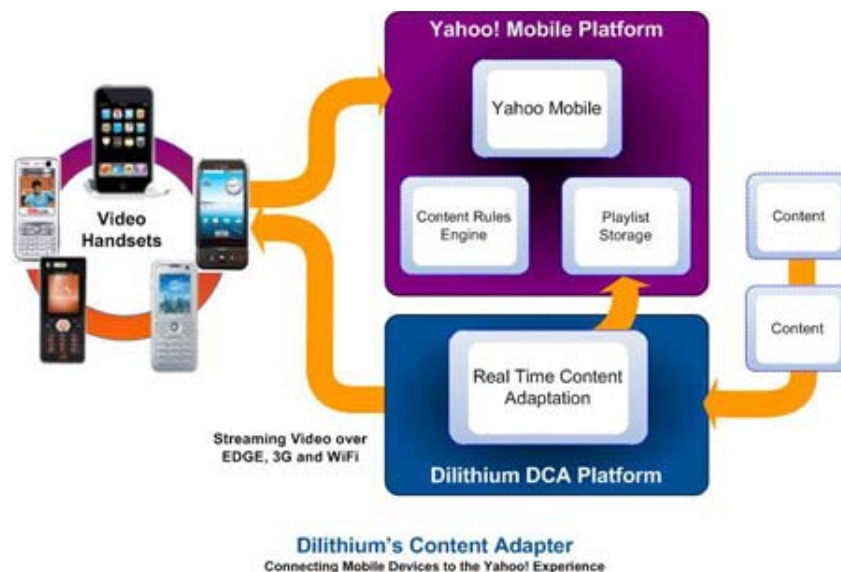 Yahoo! Mobile Platform
Yahoo Mobile
Video
Handsets
Content Rules
Engine
Playlist
Storage
Content
Content
Real Time Content
Adaptation
Streaming Video over
EDGE, 3G and WiFi
Dilithium DCA Platform
Dilithium's Content Adapter
Connecting Mobile Devices to the Yahoo! Experience